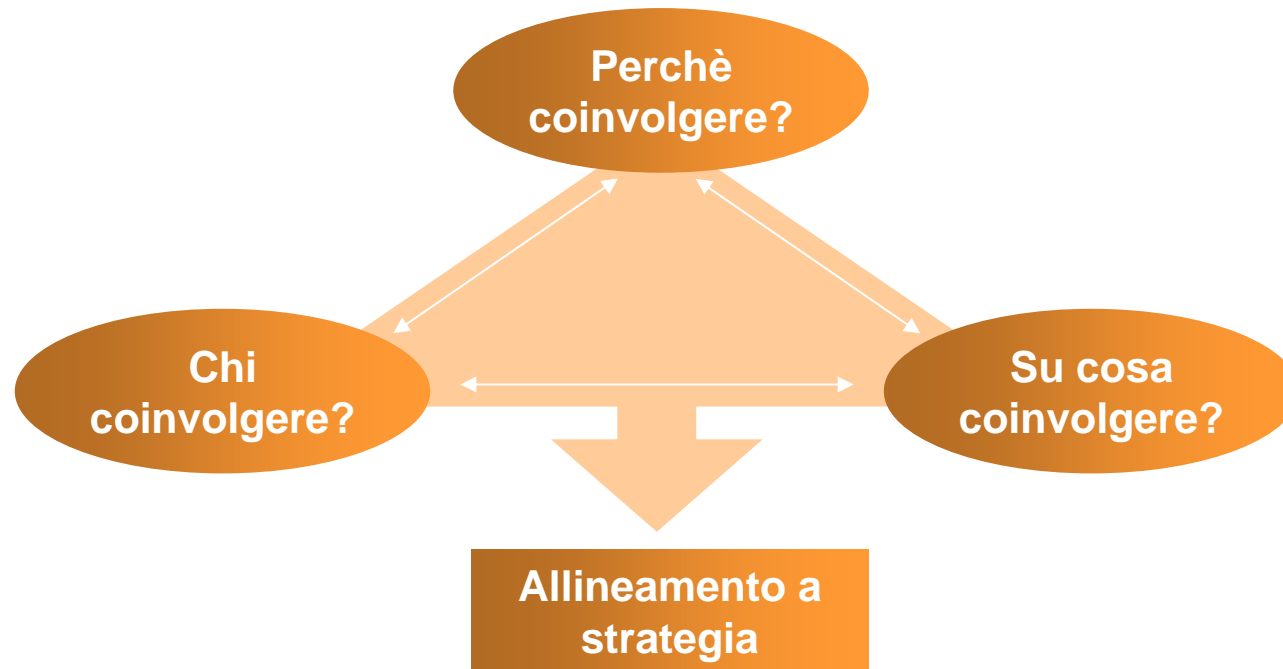 Perchè
coinvolgere?
Chi
coinvolgere?
Su cosa
coinvolgere?
Allineamento a
strategia